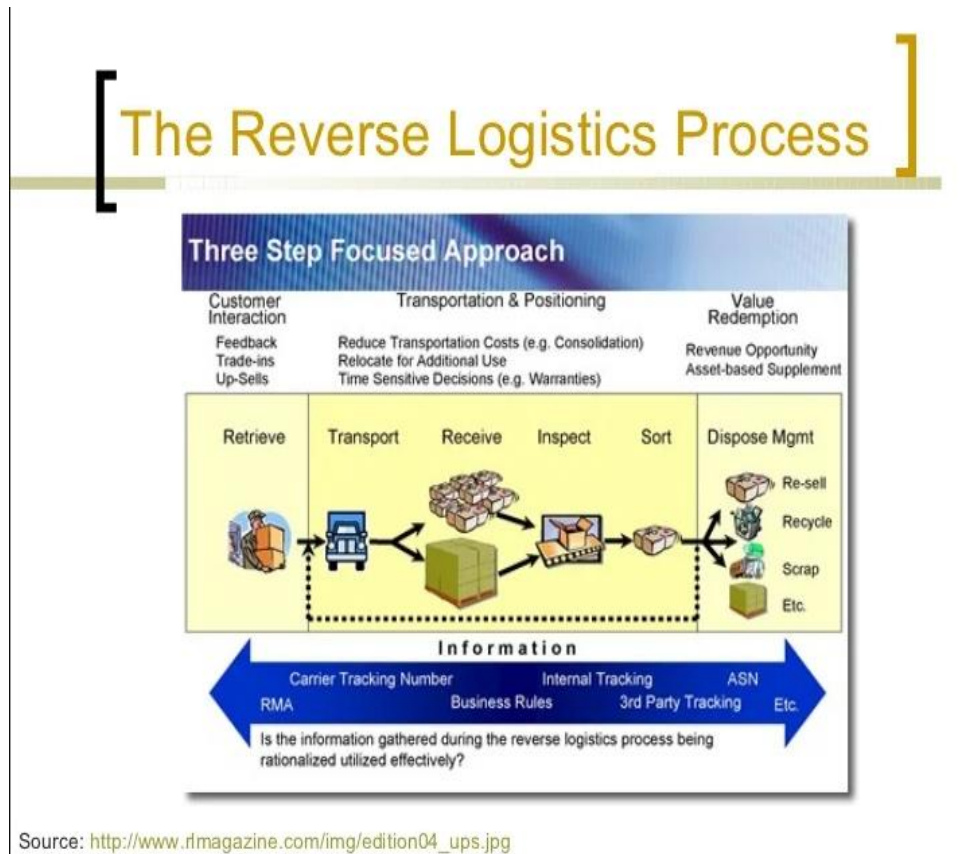 The Reverse Logistics Process
Three Step Focused Approach
Customer
Interaction
Feedback
Trade-ins
Up-Sells
Transportation & Positioning
Reduce Transportation Costs (e.g. Consolidation)
Relocate for Additional Use
Time Sensitive Decisions (e.g. Warranties)
Value
Redemption
Revenue Opportunity
Asset-based Supplement
Retrieve
Transport
Receive
Inspect
Sort
Dispose Mgmt
Re-sell
Recycle
Scrap
Etc.
Information
Carrier Tracking Number Internal Tracking ASN
RMA Business Rules 3rd Party Tracking Etc.
Is the information gathered during the reverse logistics process being
rationalized utilized effectively?
Source: http://www.rlmagazine.com/img/edition04_ups.jpg